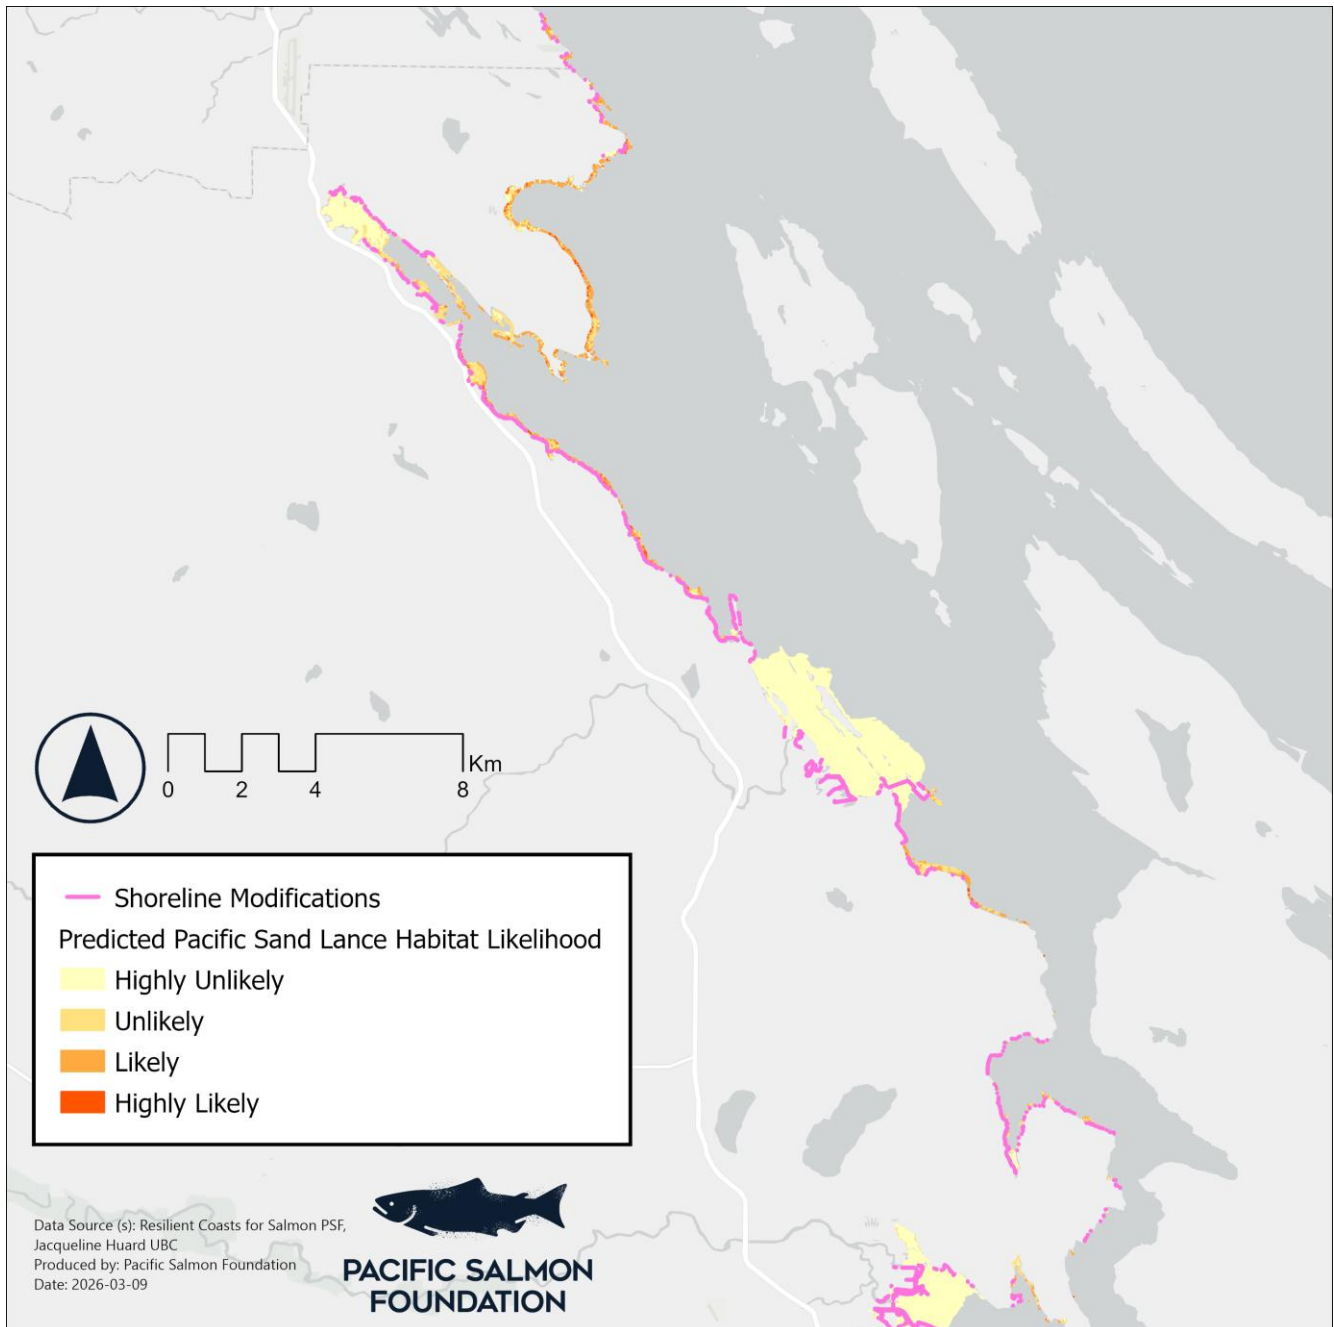 Km
0 2 4 8
Shoreline Modifications
Predicted Pacific Sand Lance Habitat Likelihood
Highly Unlikely
Unlikely
Likely
Highly Likely
Data Source (s): Resilient Coasts for Salmon PSF,
Jacqueline Huard UBC
Produced by: Pacific Salmon Foundation
Date: 2026-03-09
PACIFIC SALMON
FOUNDATION